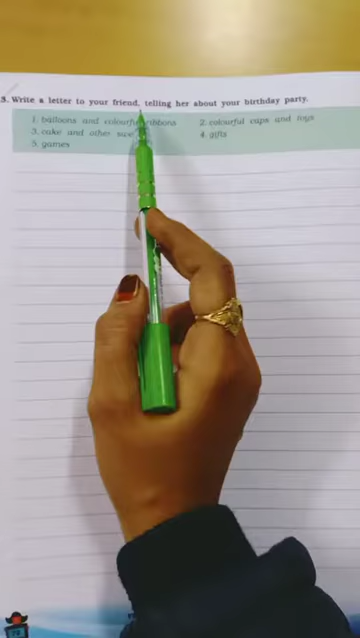 3. Write a letter to your friend, telling her about your birthday party.
1. balloons and colourful ribbons
2. colourful caps and toys
3. cake and other
4. gifts
5. games